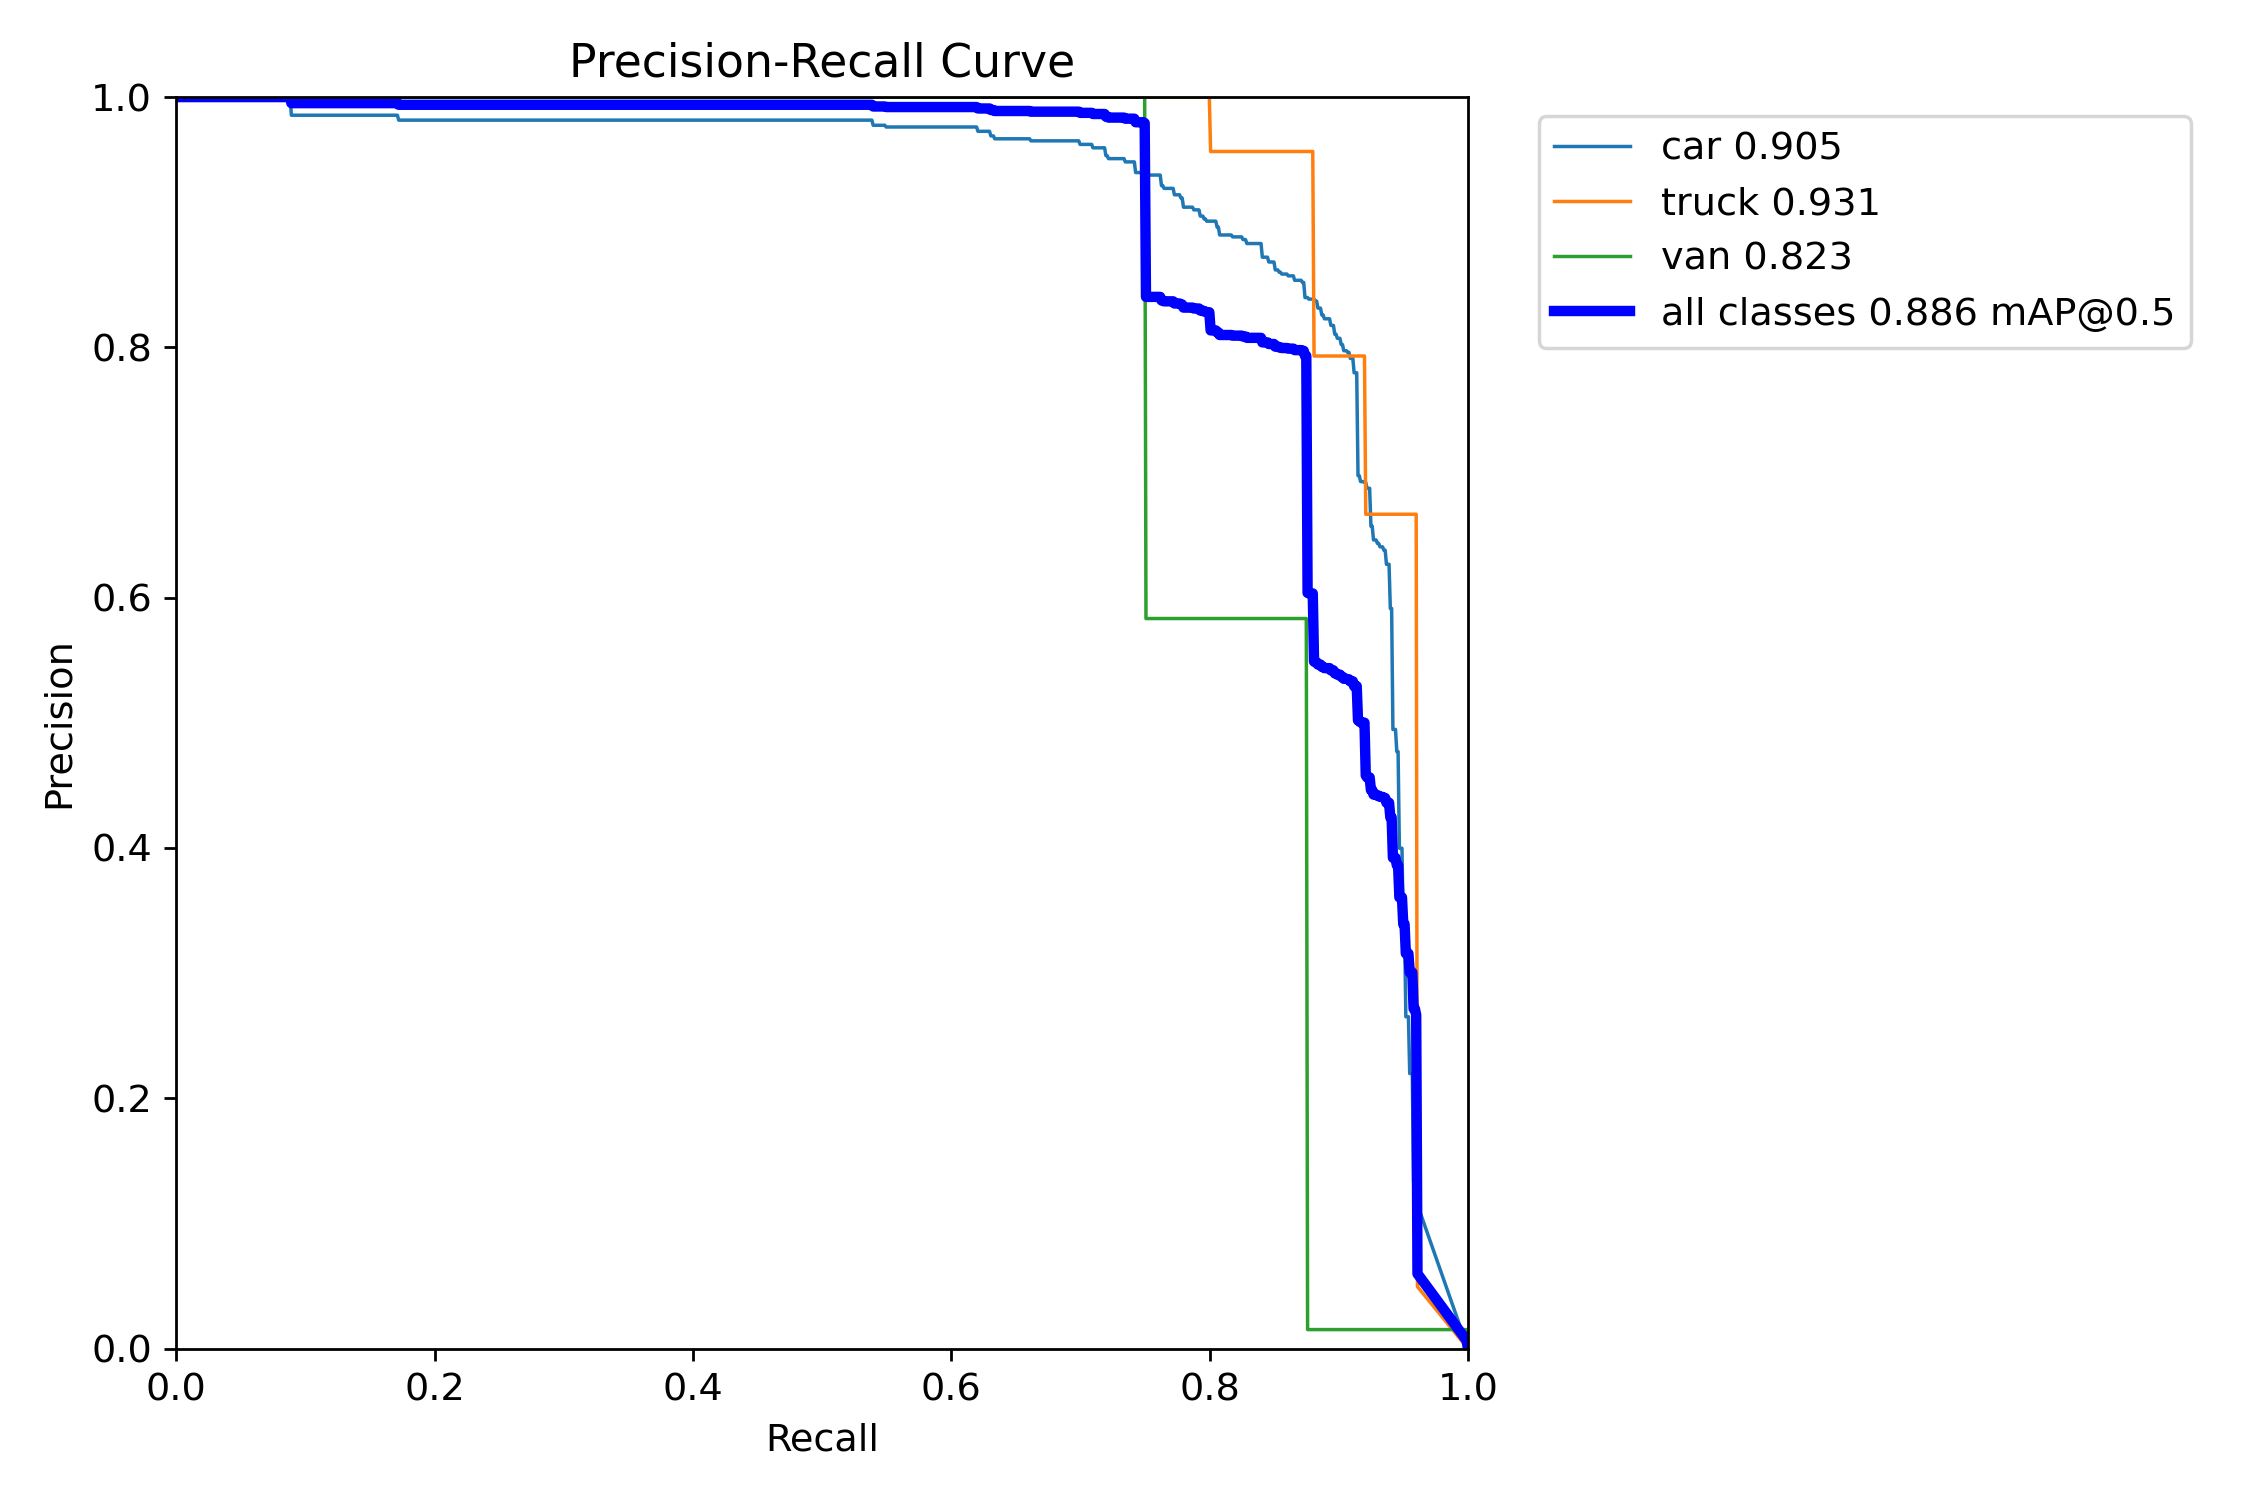 Precision-Recall Curve
1.0
0.8
0.6
0.4
0.2
0.0
Precision
0.0 0.2 0.4 0.6 0.8 1.0
Recall
car 0.905
truck 0.931
van 0.823
all classes 0.886 mAP@0.5